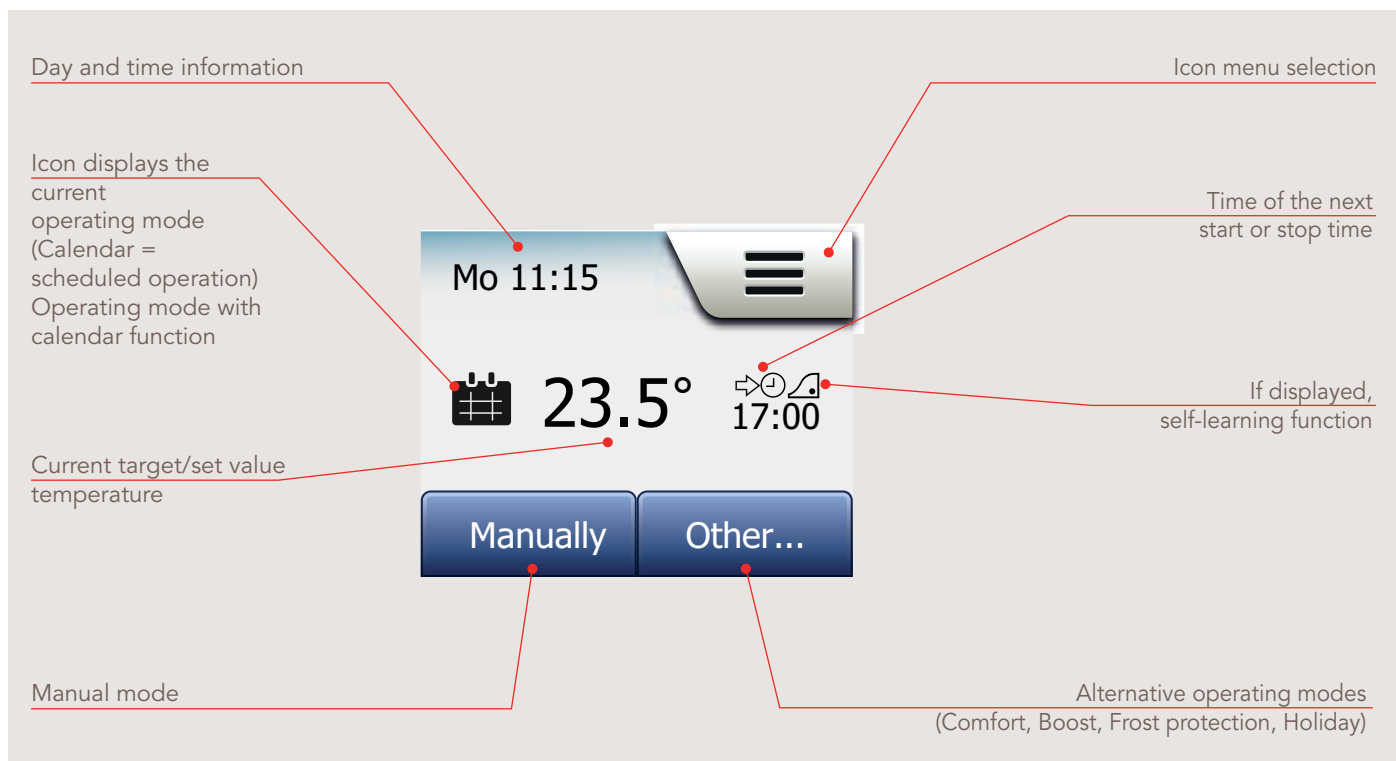 Day and time information
Icon menu selection
Icon displays the
current
operating mode
(Calendar =
scheduled operation)
Operating mode with
calendar function
Time of the next
start or stop time
Mo 11:15
23.5°
17:00
If displayed,
self-learning function
Current target/set value
temperature
Manually
Other...
Manual mode
Alternative operating modes
(Comfort, Boost, Frost protection, Holiday)